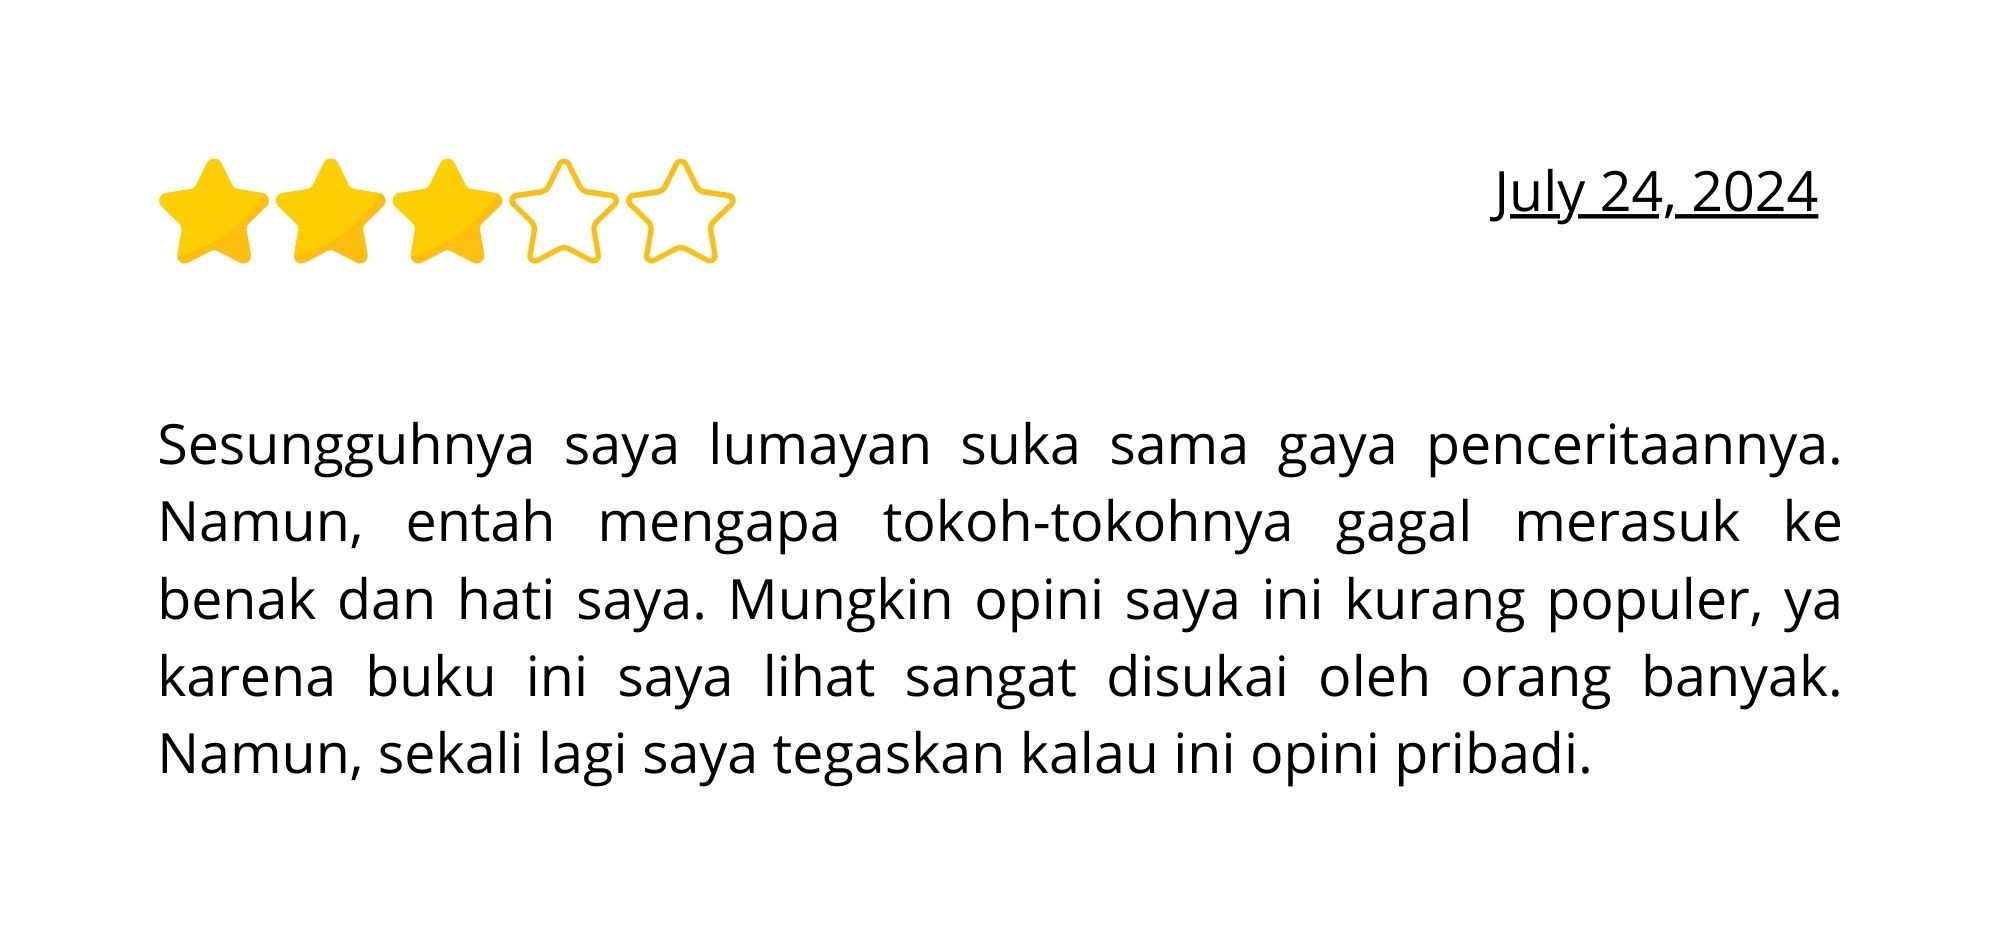 July 24, 2024
Sesungguhnya saya lumayan suka sama gaya penceritaannya.
Namun, entah mengapa tokoh-tokohnya gagal merasuk ke
benak dan hati saya. Mungkin opini saya ini kurang populer, ya
karena buku ini saya lihat sangat disukai oleh orang banyak.
Namun, sekali lagi saya tegaskan kalau ini opini pribadi.